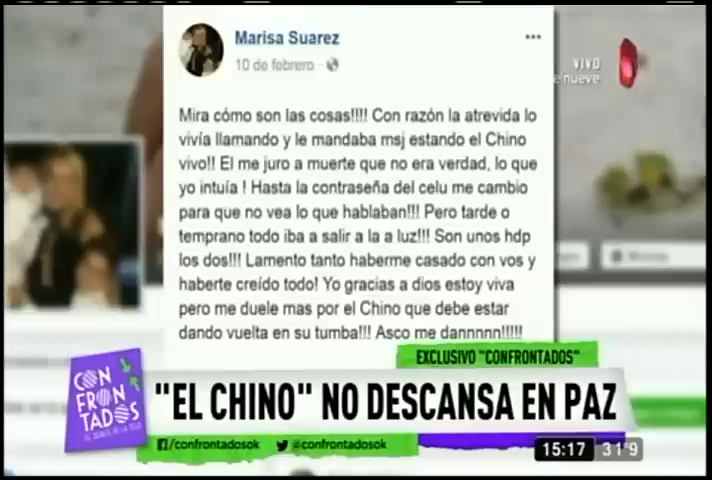 Marisa Suarez
10 de febrero
Mira cómo son las cosas!!!! Con razón la atrevida lo
vivía llamando y le mandaba msj estando el Chino
vivo!! El me juro a muerte que no era verdad, lo que
yo intuía ! Hasta la contraseña del celu me cambio
para que no vea lo que hablaban!!! Pero tarde o
temprano todo iba a salir a la a luz!!! Son unos hdp
los dos!!! Lamento tanto haberme casado con vos y
haberte creído todo! Yo gracias a dios estoy viva
pero me duele mas por el Chino que debe estar
dando vuelta en su tumba!!! Asco me dannnnn!!!!!
VIVO
nueve
EXCLUSIVO "CONFRONTADOS"
CON
FRON
TADOS
"EL CHINO" NO DESCANSA EN PAZ
/confrontadosok @confrontadosok
15:17 31°9